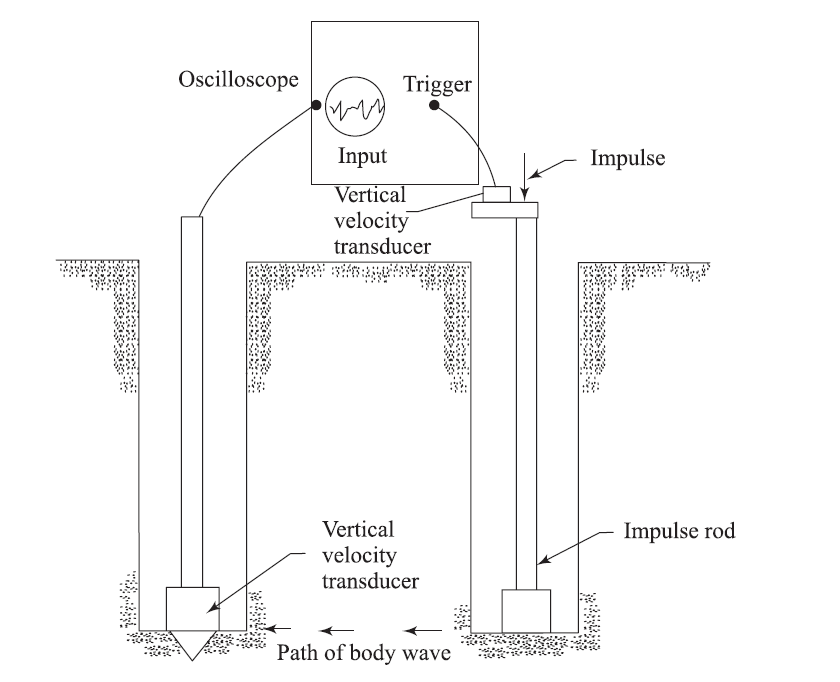 Oscilloscope
Trigger
Input
Impulse
Vertical
velocity
transducer
Vertical
velocity
transducer
Impulse rod
Path of body wave